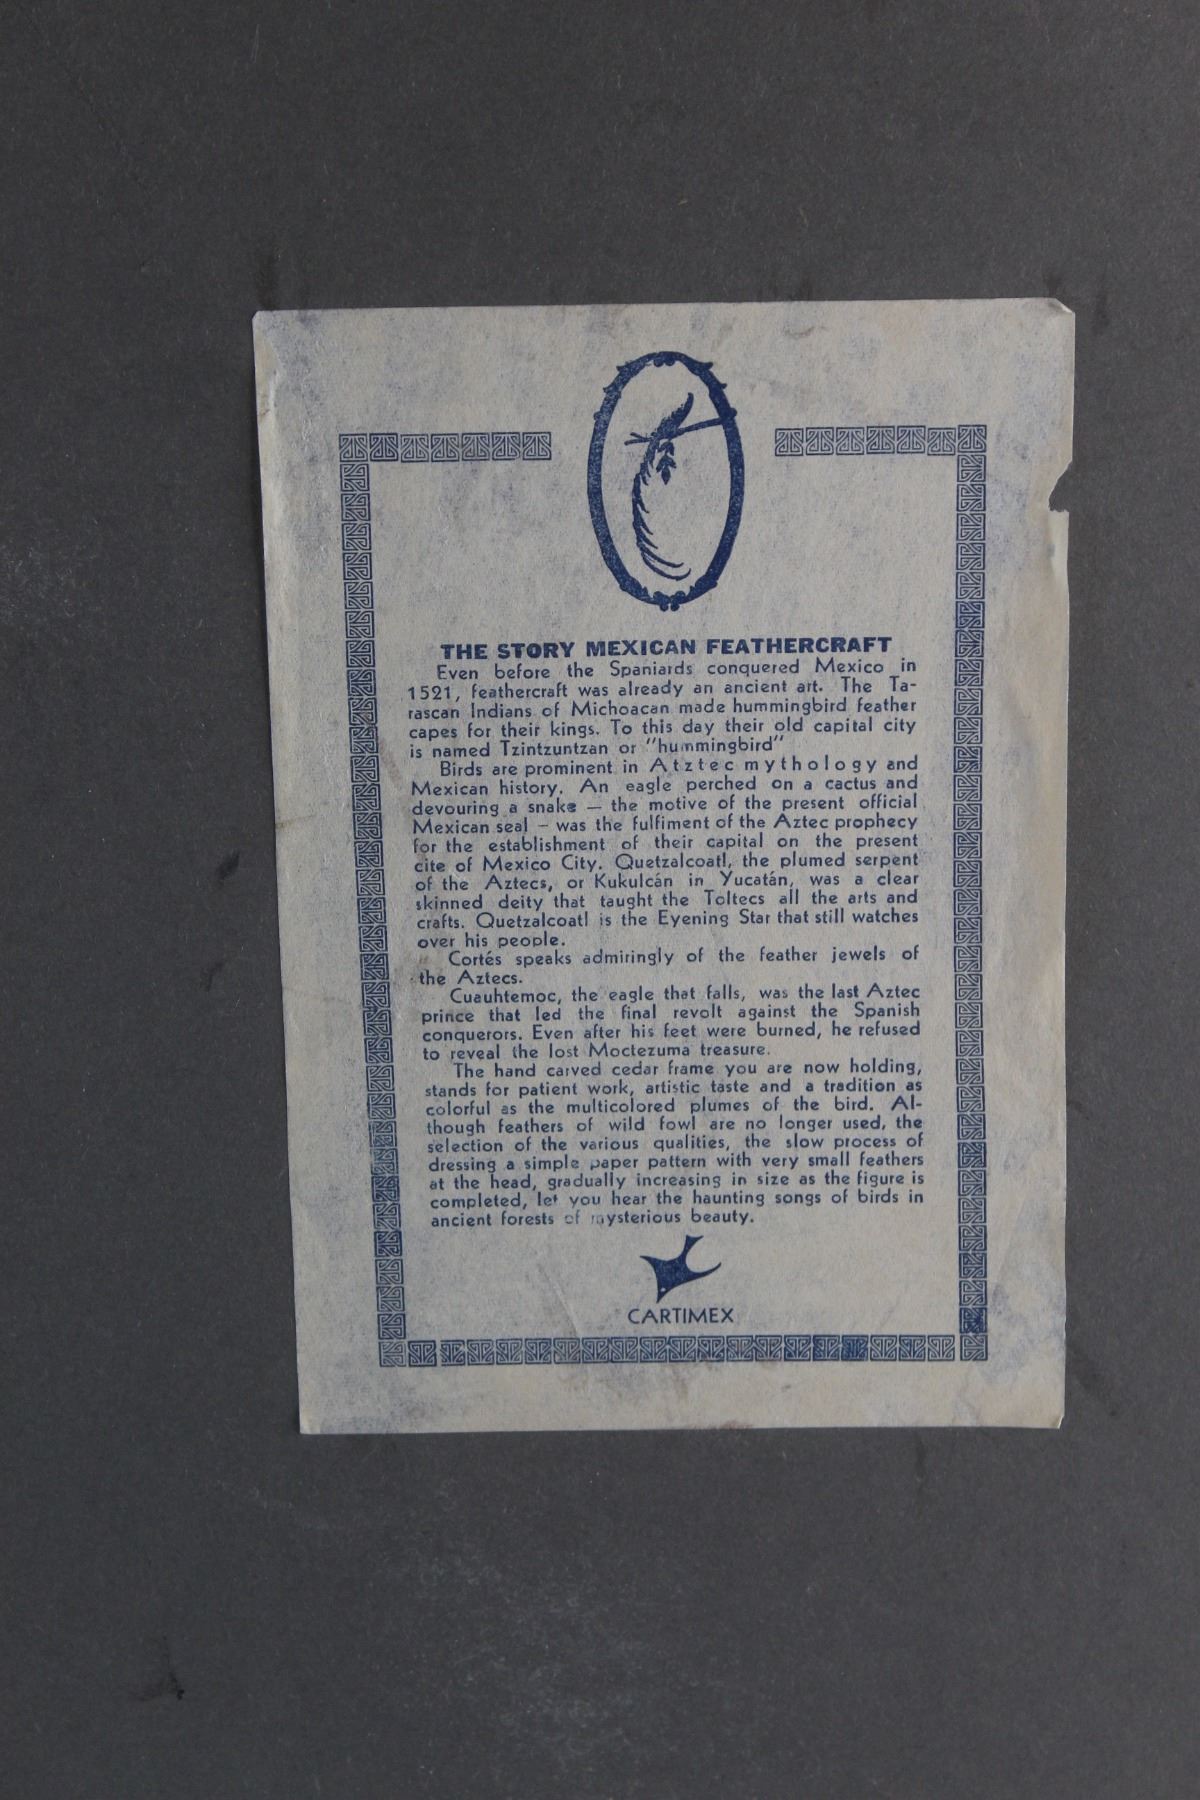 THE STORY MEXICAN FEATHERCRAFT
Even before the Spaniards conquered Mexico in
1521, feathercraft was already an ancient art. The Ta-
rascan Indians of Michoacan made hummingbird feather
capes for their kings. To this day their old capital city
is named Tzintzuntzan or "hummingbird"
Birds are prominent in Atztec mythology and
Mexican history. An eagle perched on a cactus and
devouring a snake — the motive of the present official
Mexican seal — was the fulfiment of the Aztec prophecy
for the establishment of their capital on the present
cite of Mexico City. Quetzalcoatl, the plumed serpent
of the Aztecs, or Kukulcán in Yucatán, was a clear
skinned deity that taught the Toltecs all the arts and
crafts. Quetzalcoatl is the Eyening Star that still watches
over his people.
Cortés speaks admiringly of the feather jewels of
the Aztecs.
Cuauhtemoc, the eagle that falls, was the last Aztec
prince that led the final revolt against the Spanish
conquerors. Even after his feet were burned, he refused
to reveal the lost Moctezuma treasure.
The hand carved cedar frame you are now holding,
stands for patient work, artistic taste and a tradition as
colorful as the multicolored plumes of the bird. Al-
though feathers of wild fowl are no longer used, the
selection of the various qualities, the slow process of
dressing a simple paper pattern with very small feathers
at the head, gradually increasing in size as the figure is
completed, let you hear the haunting songs of birds in
ancient forests of mysterious beauty.
CARTIMEX